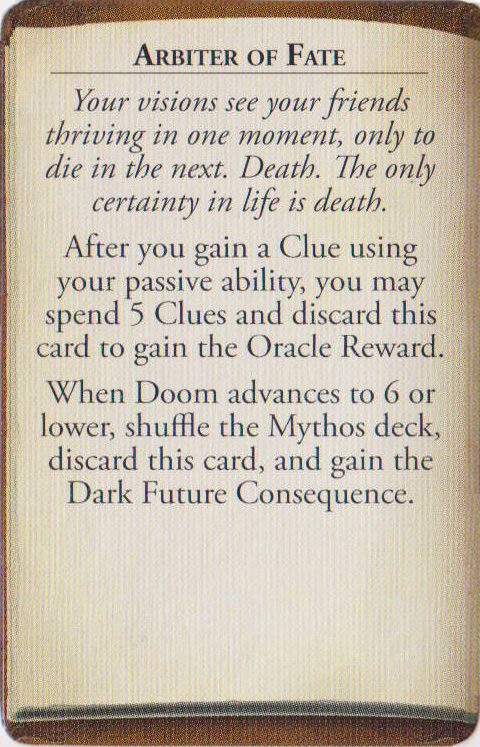 ARBITER OF FATE
Your visions see your friends
thriving in one moment, only to
die in the next. Death. The only
certainty in life is death.
After you gain a Clue using
your passive ability, you may
spend 5 Clues and discard this
card to gain the Oracle Reward.
When Doom advances to 6 or
lower, shuffle the Mythos deck,
discard this card, and gain the
Dark Future Consequence.